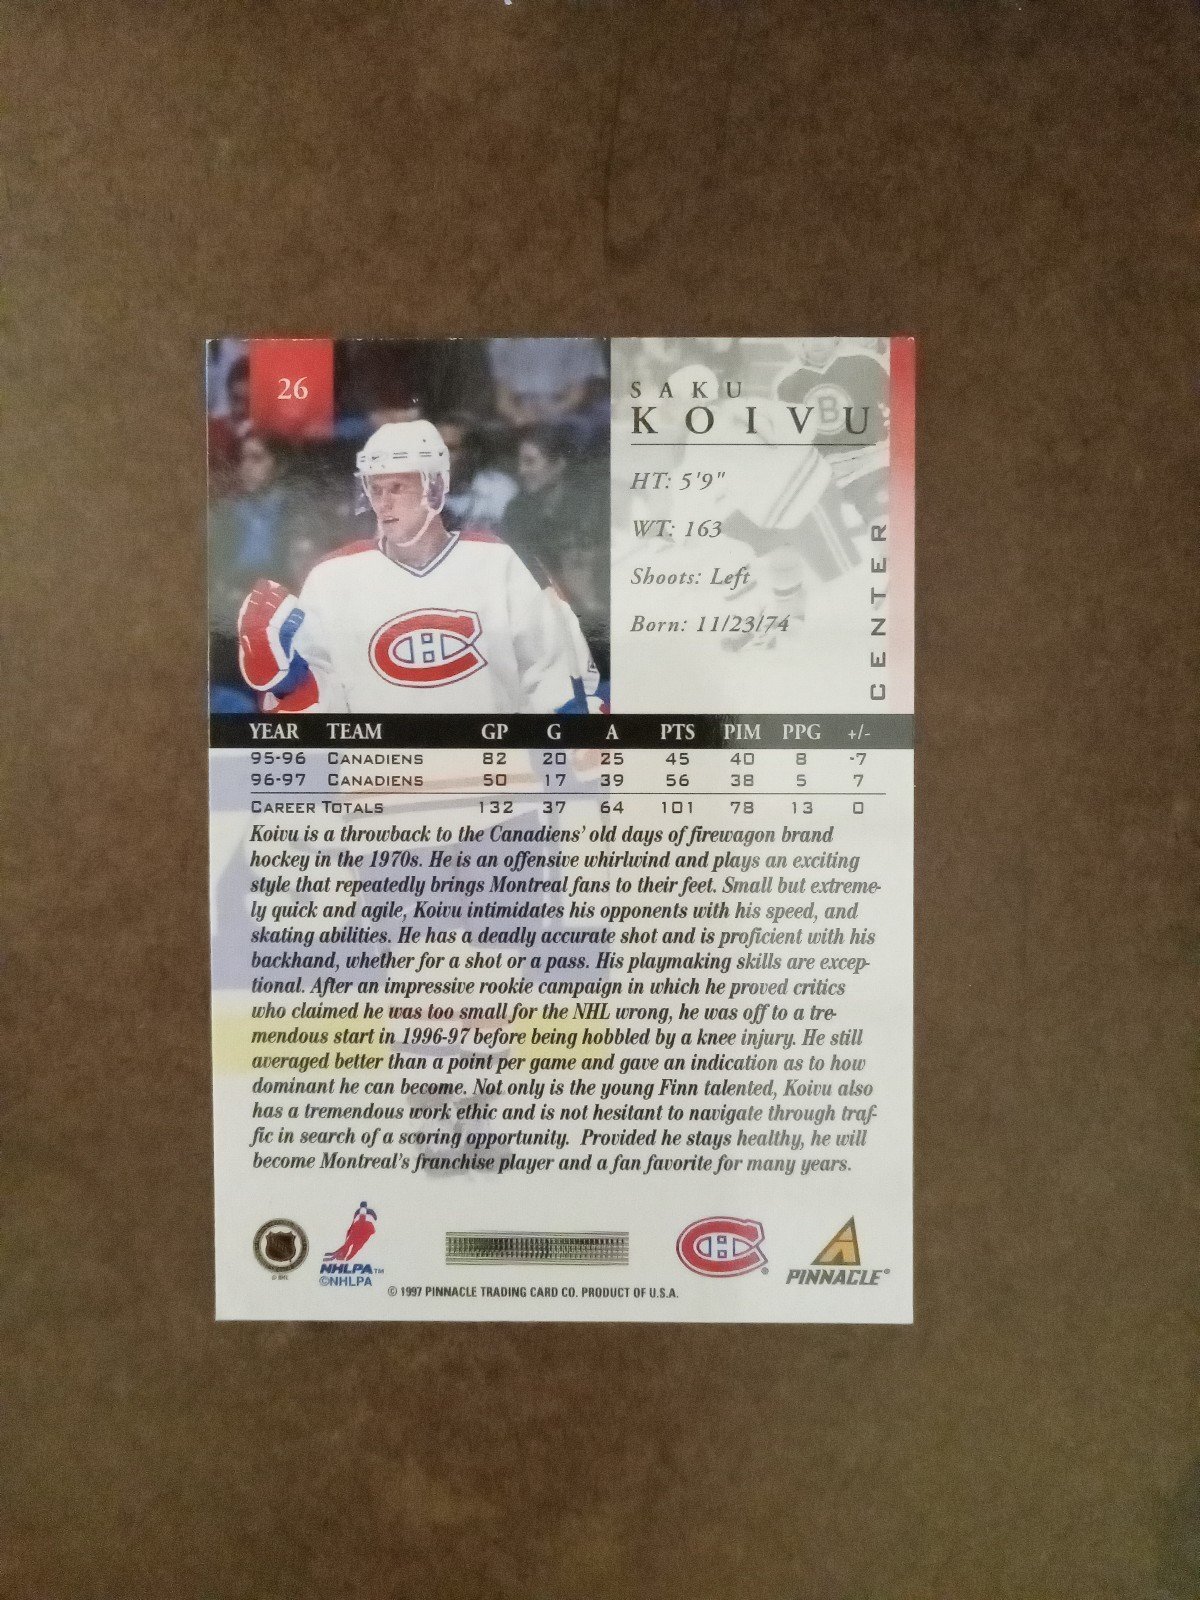 26
SAKU
KOIVU
HT: 5'9"
WT: 163
Shoots: Left
Born: 11/23/74
CENTER
B
YEAR TEAM GP G A PTS PIM PPG +/-
95-96 CANADIENS 82 20 25 45 40 8 -7
96-97 CANADIENS 50 17 39 56 38 5 7
CAREER TOTALS 132 37 64 101 78 13 0
Koivu is a throwback to the Canadiens' old days of firewagon brand
hockey in the 1970s. He is an offensive whirlwind and plays an exciting
style that repeatedly brings Montreal fans to their feet. Small but extreme-
ly quick and agile, Koivu intimidates his opponents with his speed, and
skating abilities. He has a deadly accurate shot and is proficient with his
backhand, whether for a shot or a pass. His playmaking skills are excep-
tional. After an impressive rookie campaign in which he proved critics
who claimed he was too small for the NHL wrong, he was off to a tre-
mendous start in 1996-97 before being hobbled by a knee injury. He still
averaged better than a point per game and gave an indication as to how
dominant he can become. Not only is the young Finn talented, Koivu also
has a tremendous work ethic and is not hesitant to navigate through traf-
fic in search of a scoring opportunity. Provided he stays healthy, he will
become Montreal's franchise player and a fan favorite for many years.
NHLPA™
©NHLPA
PINNACLE®
© 1997 PINNACLE TRADING CARD CO. PRODUCT OF U.S.A.